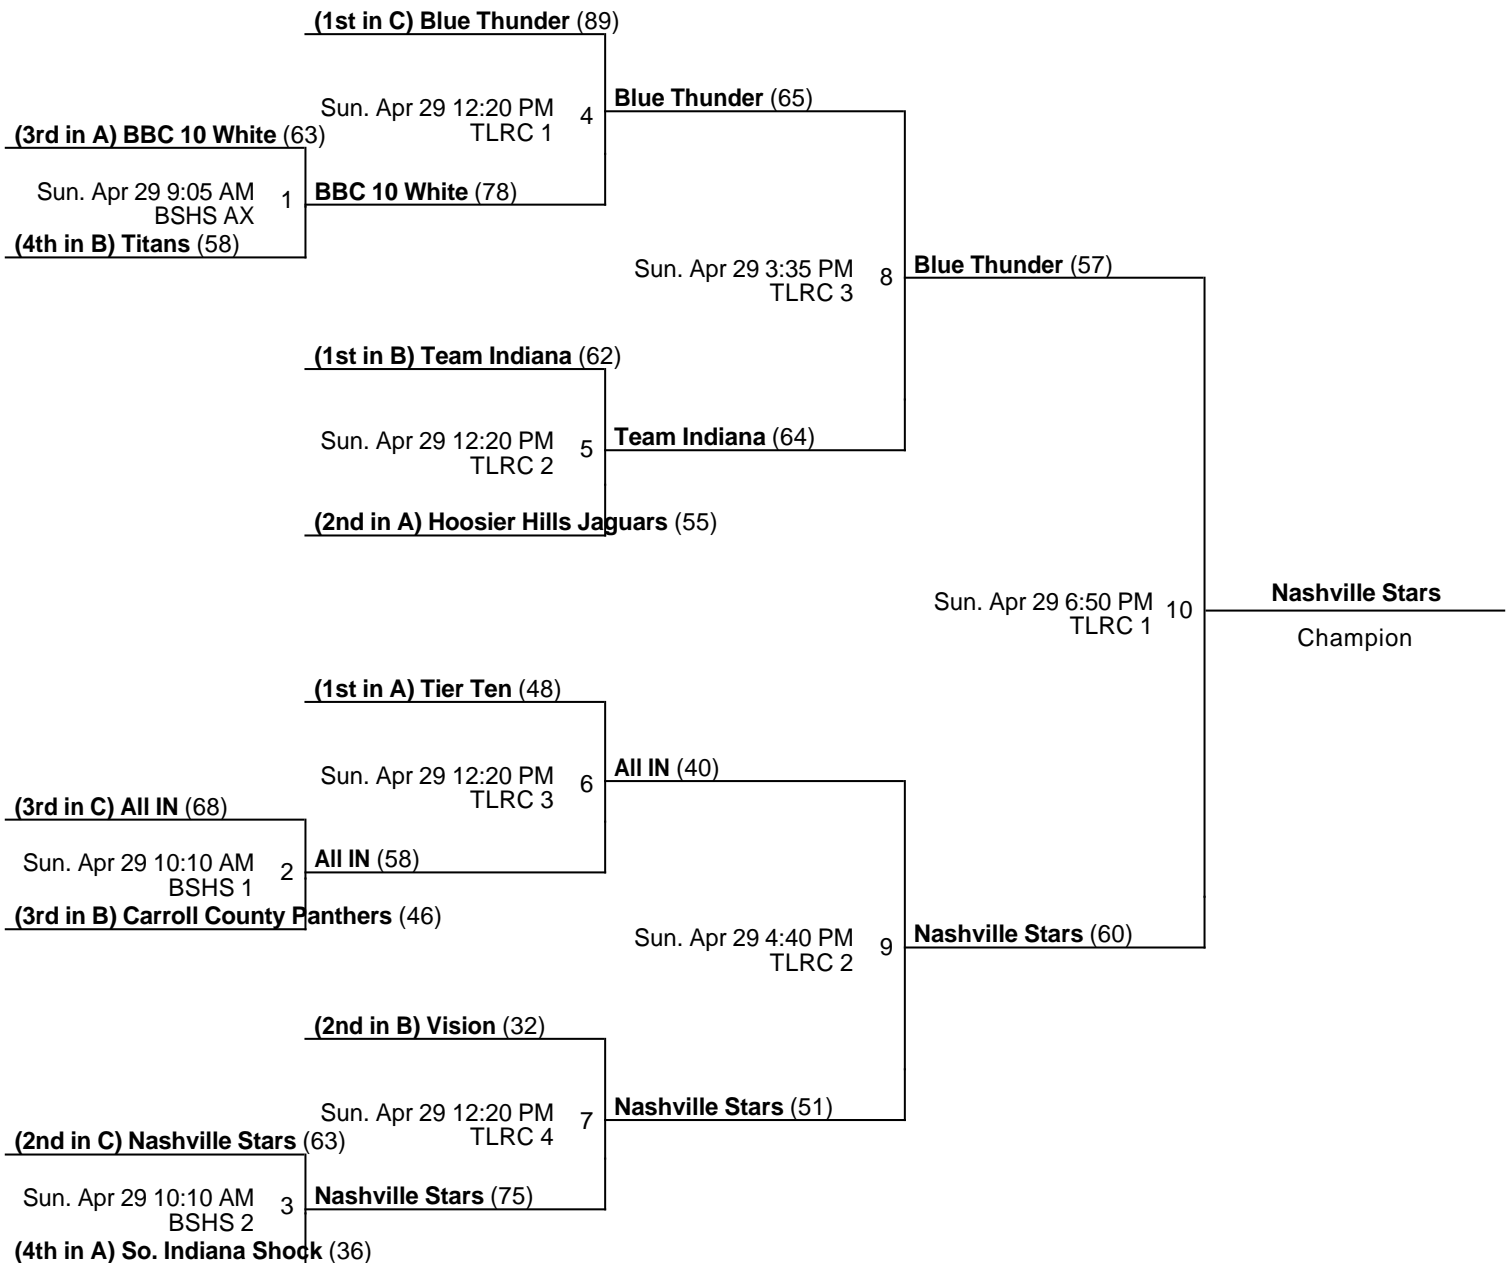 (1st in C) Blue Thunder (89)
Sun. Apr 29 12:20 PM
TLRC 1
4
Blue Thunder (65)
(3rd in A) BBC 10 White (63)
Sun. Apr 29 9:05 AM
BSHS AX
1
BBC 10 White (78)
(4th in B) Titans (58)
Sun. Apr 29 3:35 PM
TLRC 3
8
Blue Thunder (57)
(1st in B) Team Indiana (62)
Sun. Apr 29 12:20 PM
TLRC 2
5
Team Indiana (64)
(2nd in A) Hoosier Hills Jaguars (55)
Sun. Apr 29 6:50 PM
TLRC 1
10
Nashville Stars
Champion
(1st in A) Tier Ten (48)
Sun. Apr 29 12:20 PM
TLRC 3
6
All IN (40)
(3rd in C) All IN (68)
Sun. Apr 29 10:10 AM
BSHS 1
2
All IN (58)
(3rd in B) Carroll County Panthers (46)
Sun. Apr 29 4:40 PM
TLRC 2
9
Nashville Stars (60)
(2nd in B) Vision (32)
Sun. Apr 29 12:20 PM
TLRC 4
7
Nashville Stars (51)
(2nd in C) Nashville Stars (63)
Sun. Apr 29 10:10 AM
BSHS 2
3
Nashville Stars (75)
(4th in A) So. Indiana Shock (36)